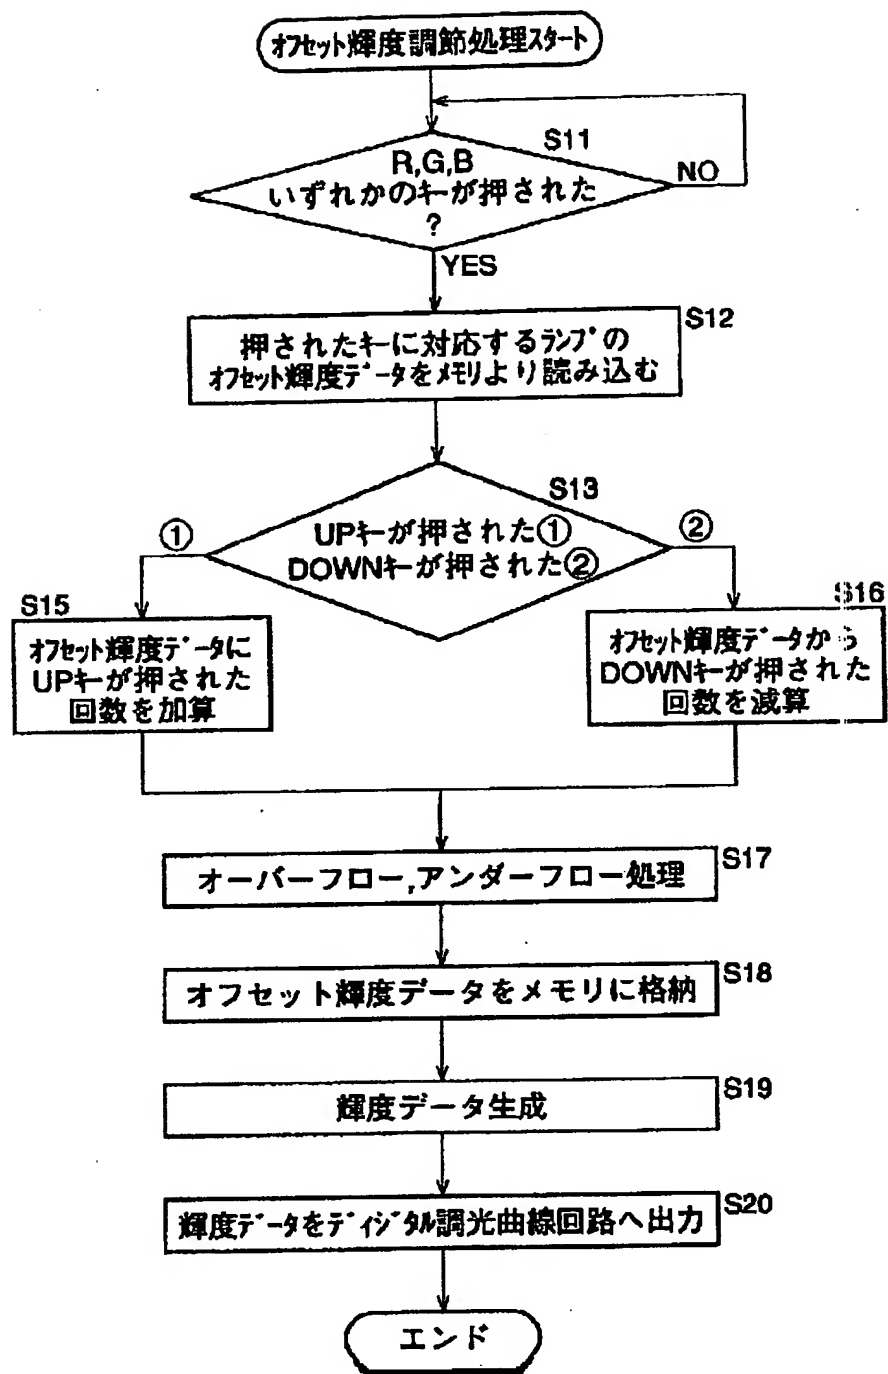 オフセット輝度調節処理スタート
S11
R,G,B
いずれかのキーが押された
?
NO
YES
S12
押されたキーに対応するランプの
オフセット輝度データをメモリより読み込む
S13
①
UPキーが押された①
DOWNキーが押された②
②
S15
オフセット輝度データに
UPキーが押された
回数を加算
S16
オフセット輝度データから
DOWNキーが押された
回数を減算
S17
オーバーフロー,アンダーフロー処理
S18
オフセット輝度データをメモリに格納
S19
輝度データ生成
S20
輝度データをディジタル調光曲線回路へ出力
エンド